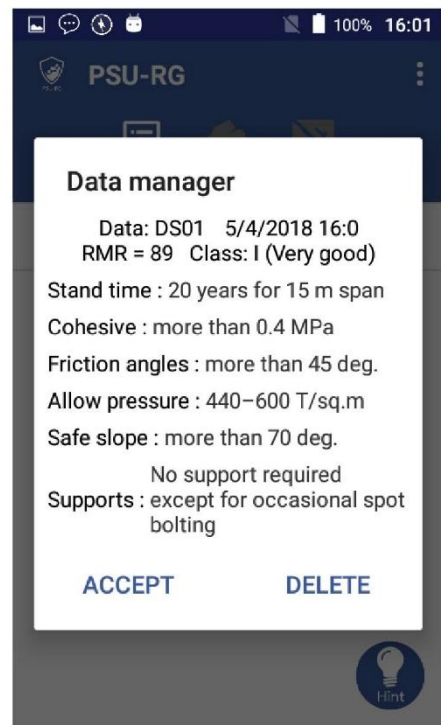 100% 16:01
PSU-RG
PSU-RG
Data manager
Data: DS01 5/4/2018 16:0
RMR = 89 Class: I (Very good)
Stand time : 20 years for 15 m span
Cohesive : more than 0.4 MPa
Friction angles : more than 45 deg.
Allow pressure : 440–600 T/sq.m
Safe slope : more than 70 deg.
No support required
Supports : except for occasional spot
bolting
ACCEPT DELETE
Hint